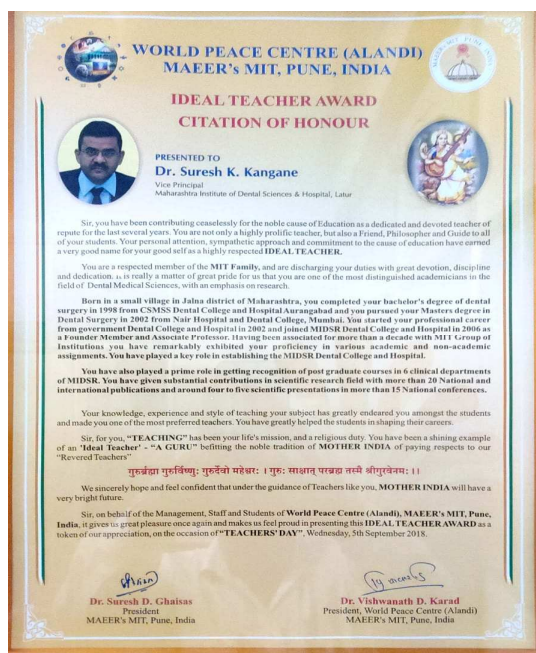 WORLD PEACE CENTRE (ALANDI)
MAEER's MIT, PUNE, INDIA
IDEAL TEACHER AWARD
CITATION OF HONOUR
PRESENTED TO
Dr. Suresh K. Kangane
Vice Principal
Maharashtra Institute of Dental Sciences & Hospital, Latur
Sir, you have been contributing ceaselessly for the noble cause of Education as a dedicated and devoted teacher of
repute for the last several years. You are not only a highly prolific teacher, but also a Friend, Philosopher and Guide to all
of your students. Your personal attention, sympathetic approach and commitment to the cause of education have earned
a very good name for your good self as a highly respected IDEAL TEACHER.
You are a respected member of the MIT Family, and are discharging your duties with great devotion, discipline
and dedication. is really a matter of great pride for us that you are one of the most distinguished academicians in the
field of Dental Medical Sciences, with an emphasis on research.
Born in a small village in Jalna district of Maharashtra, you completed your bachelor's degree of dental
surgery in 1998 from CSMSS Dental College and Hospital Aurangabad and you pursued your Masters degree in
Dental Surgery in 2002 from Nair Hospital and Dental College, Mumbai. You started your professional career
from government Dental College and Hospital in 2002 and joined MIDSR Dental College and Hospital in 2006 as
a Founder Member and Associate Professor. Having been associated for more than a decade with MIT Group of
Institutions you have remarkably exhibited your proficiency in various academic and non-academic
assignments. You have played a key role in establishing the MIDSR Dental College and Hospital.
You have also played a prime role in getting recognition of post graduate courses in 6 clinical departments
of MIDSR. You have given substantial contributions in scientific research field with more than 20 National and
international publications and around four to five scientific presentations in more than 15 National conferences.
Your knowledge, experience and style of teaching your subject has greatly endeared you amongst the students
and made you one of the most preferred teachers. You have greatly helped the students in shaping their careers.
Sir, for you, "TEACHING" has been your life's mission, and a religious duty. You have been a shining example
of an 'Ideal Teacher' - "A GURU" befitting the noble tradition of MOTHER INDIA of paying respects to our
"Revered Teachers"
गुरुर्ब्रह्मा गुरुर्विष्णुः गुरुर्देवो महेश्वरः । गुरुः साक्षात् परब्रह्म तस्मै श्रीगुरवेनमः ।।
We sincerely hope and feel confident that under the guidance of Teachers like you, MOTHER INDIA will have a
very bright future.
Sir, on behalf of the Management, Staff and Students of World Peace Centre (Alandi), MAEER's MIT, Pune,
India, it gives us great pleasure once again and makes us feel proud in presenting this IDEAL TEACHER AWARD as a
token of our appreciation, on the occasion of "TEACHERS' DAY", Wednesday, 5th September 2018.
Dr. Suresh D. Ghaisas
President
MAEER's MIT, Pune, India
Dr. Vishwanath D. Karad
President, World Peace Centre (Alandi)
MAEER's MIT, Pune, India